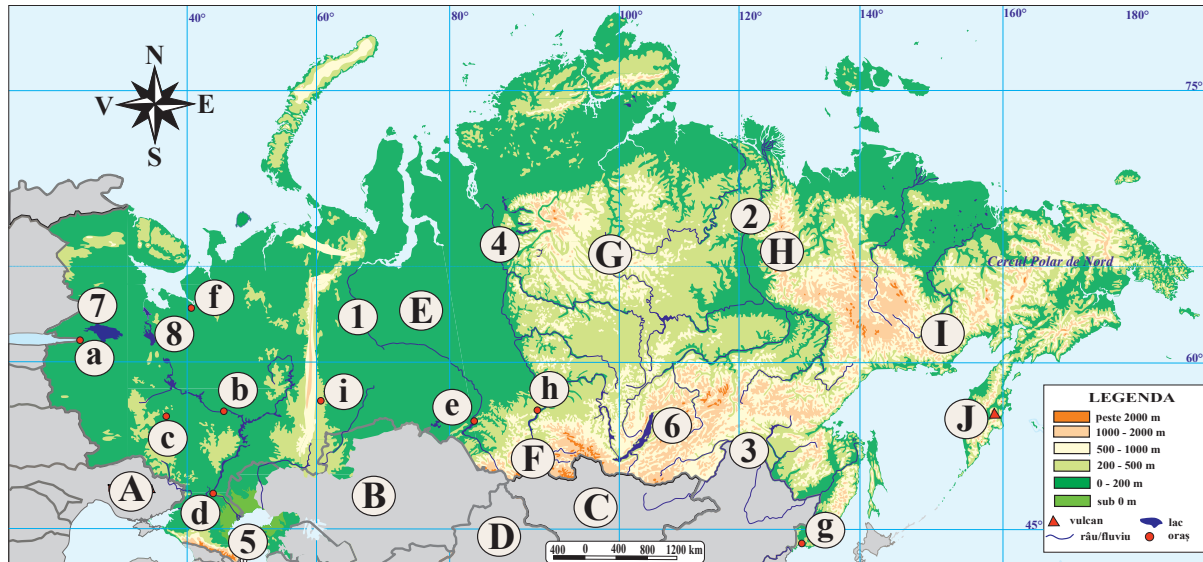 40° 60° 80° 100° 120° 140° 160° 180°
N
V E
S
75°
2
4
G
H
Cercul Polar de Nord
7
f
1
E
8
I
a
60°
b
h
i
e
c
J
6
F
3
A
B
C
d
D
g
5
45°
LEGENDA
peste 2000 m
1000 - 2000 m
500 - 1000 m
200 - 500 m
0 - 200 m
sub 0 m
vulcan lac
râu/fluviu oraș
400 0 400 800 1200 km